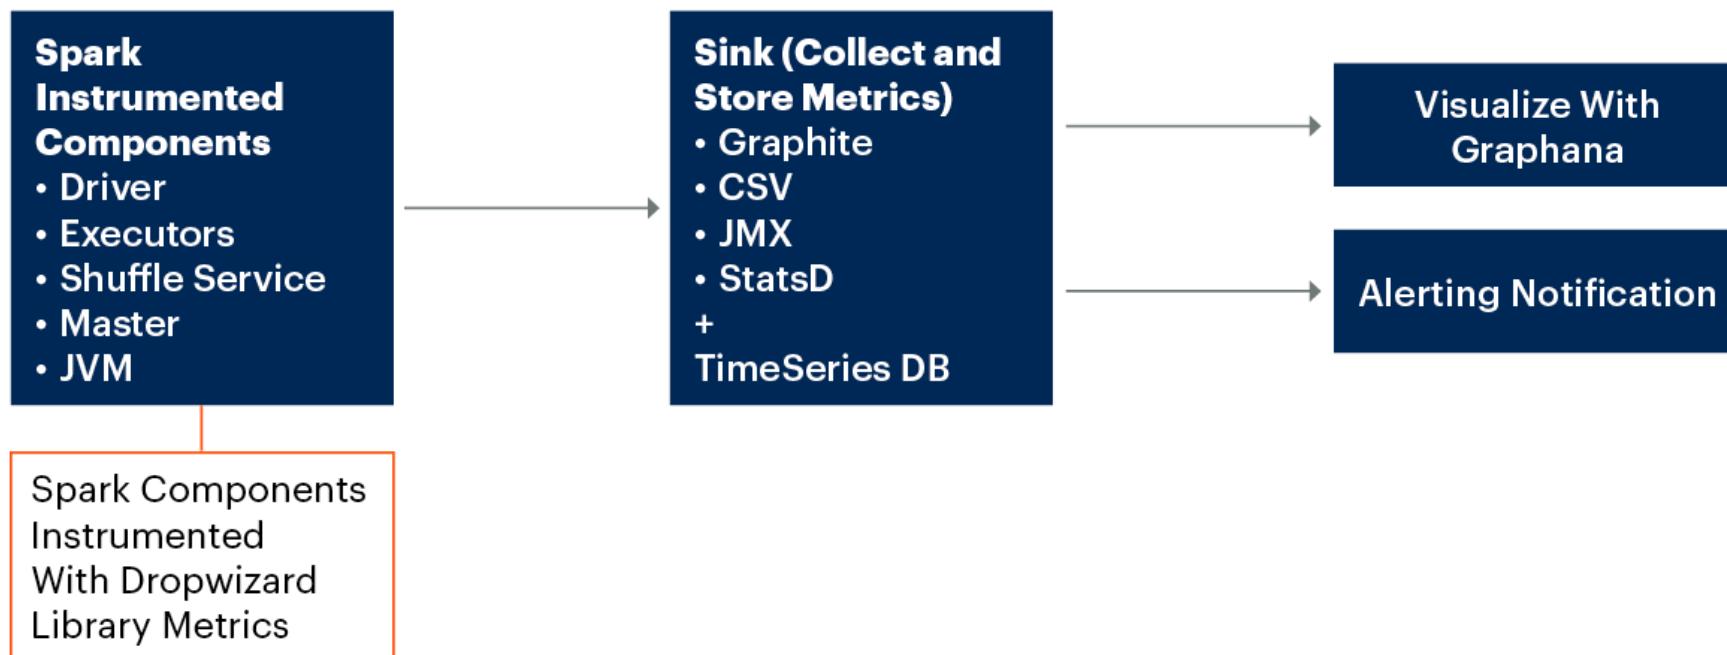 Spark
Instrumented
Components
• Driver
• Executors
• Shuffle Service
• Master
• JVM
Spark Components
Instrumented
With Dropwizard
Library Metrics
Sink (Collect and
Store Metrics)
• Graphite
• CSV
• JMX
• StatsD
+
TimeSeries DB
Visualize With
Graphana
Alerting Notification